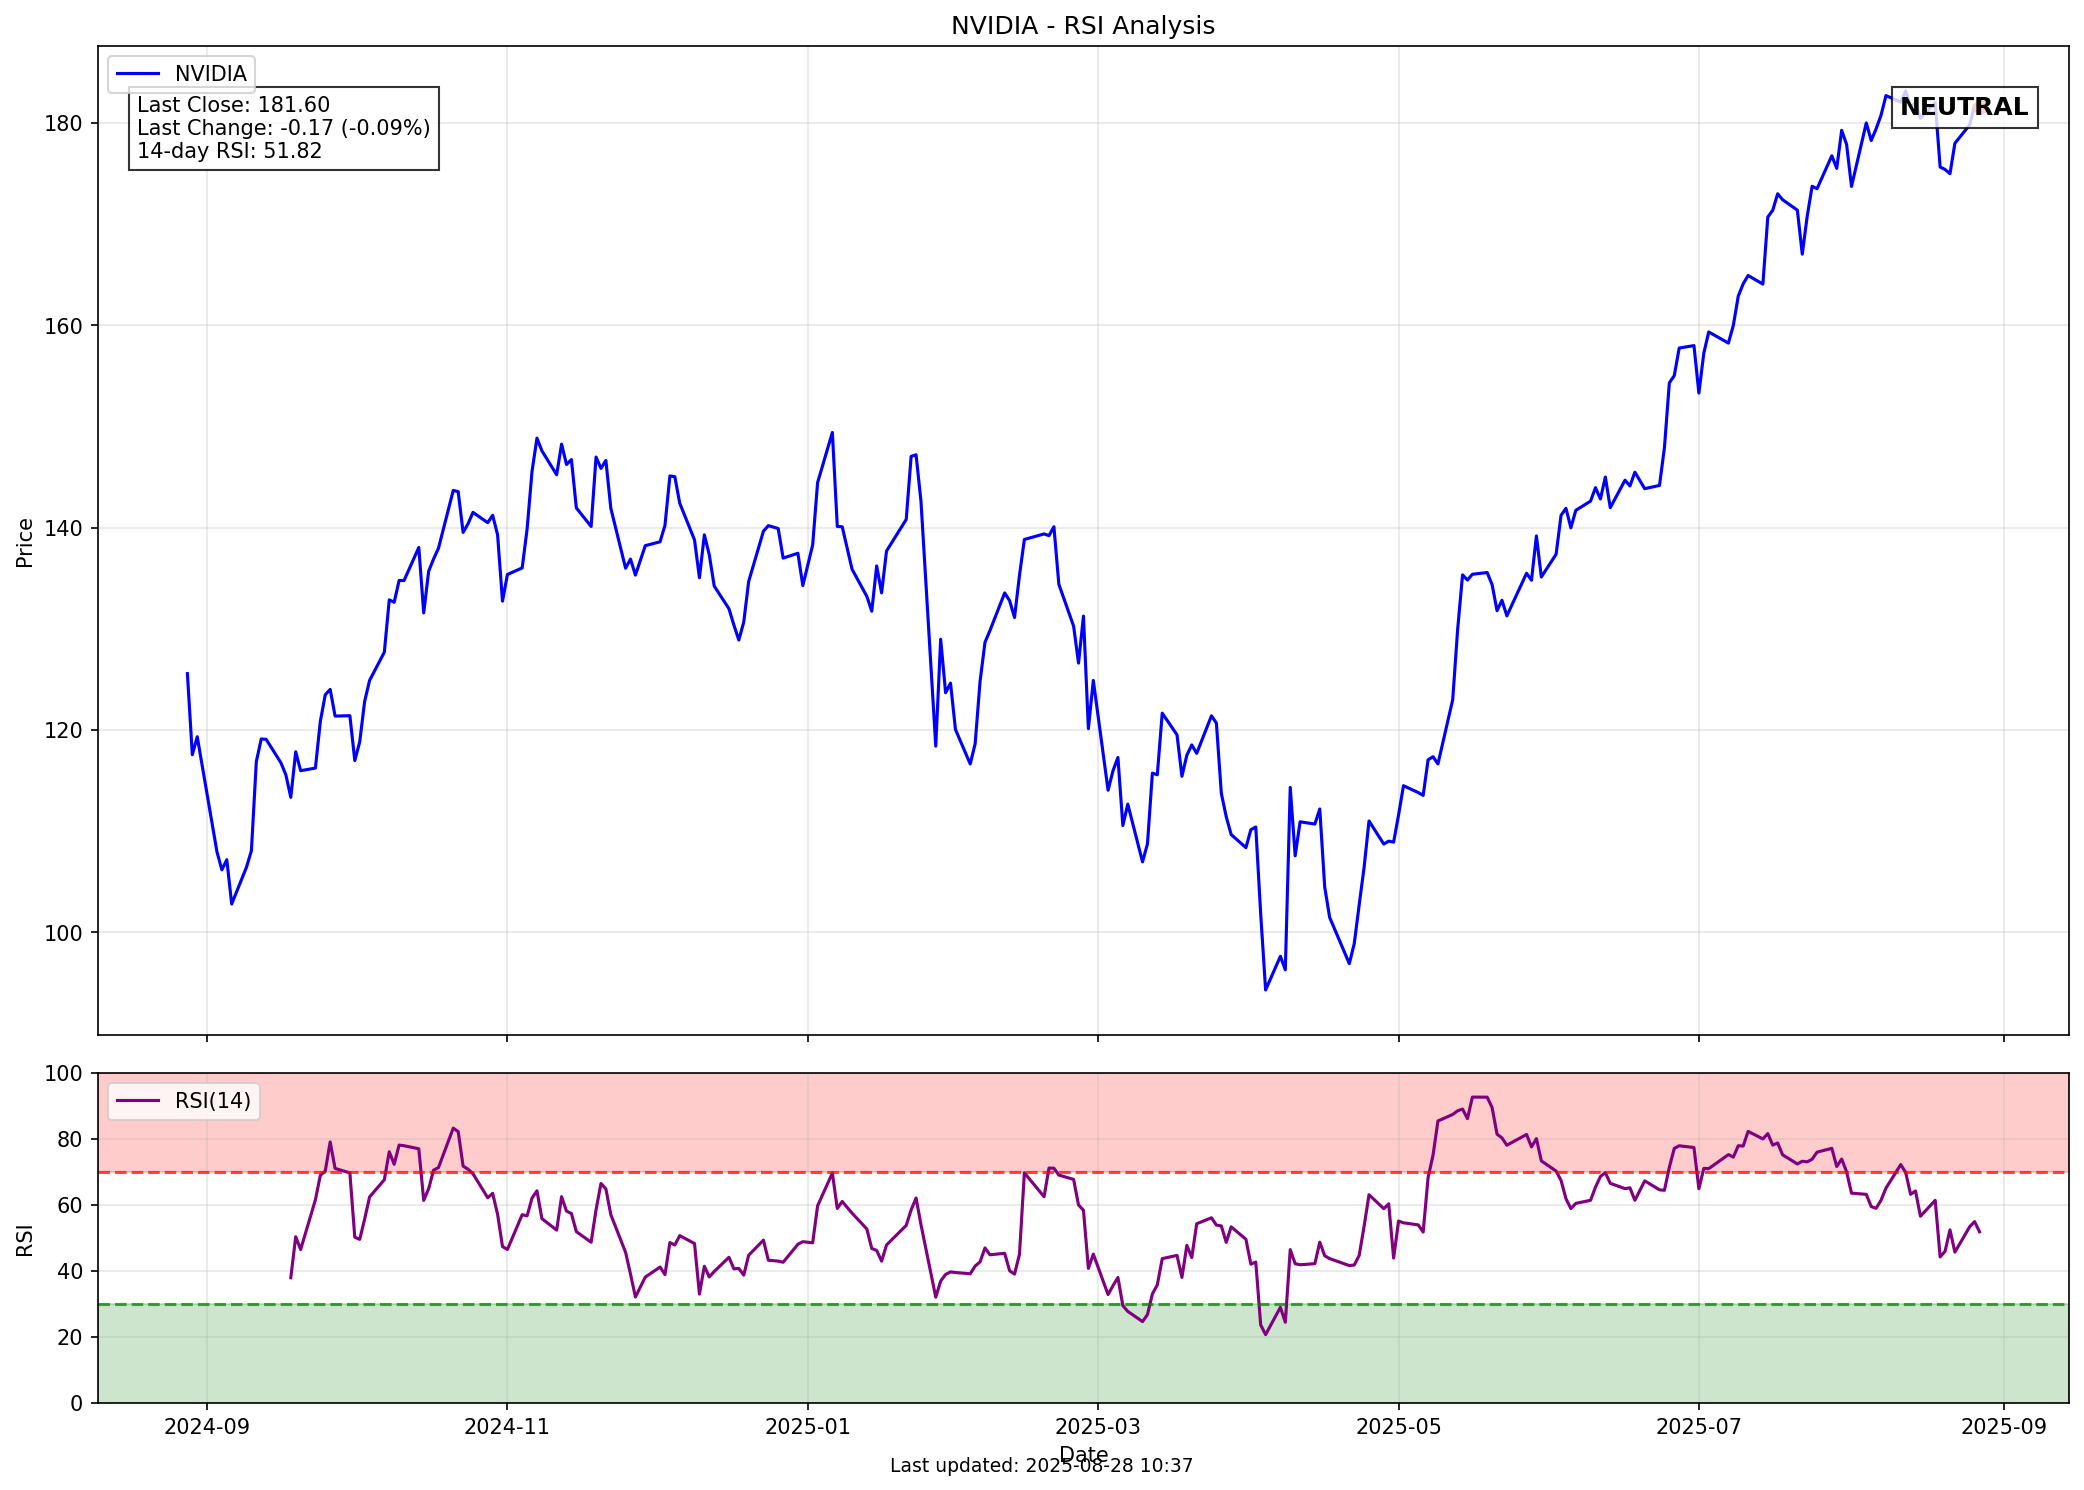 NVIDIA - RSI Analysis
NVIDIA
Last Close: 181.60
Last Change: -0.17 (-0.09%)
14-day RSI: 51.82
NEUTRAL
Price
180
160
140
120
100
RSI(14)
RSI
100
80
60
40
20
0
2024-09
2024-11
2025-01
2025-03
2025-05
2025-07
2025-09
Date
Last updated: 2025-08-28 10:37